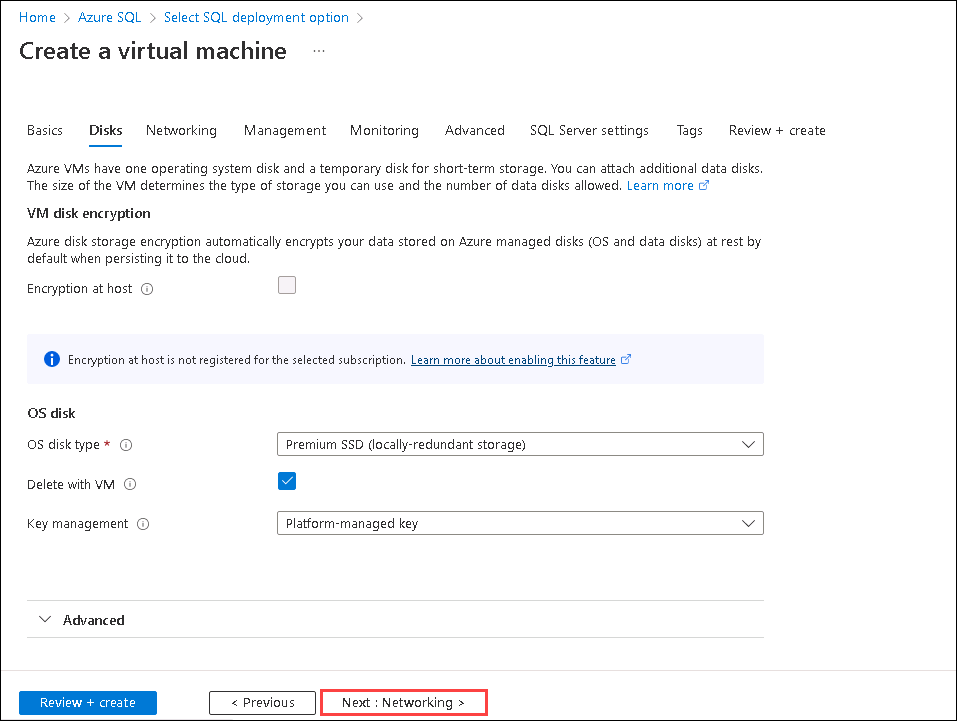 Home > Azure SQL > Select SQL deployment option >
Create a virtual machine ...
Basics Disks Networking Management Monitoring Advanced SQL Server settings Tags Review + create
Azure VMs have one operating system disk and a temporary disk for short-term storage. You can attach additional data disks.
The size of the VM determines the type of storage you can use and the number of data disks allowed. Learn more
VM disk encryption
Azure disk storage encryption automatically encrypts your data stored on Azure managed disks (OS and data disks) at rest by
default when persisting it to the cloud.
Encryption at host
Encryption at host is not registered for the selected subscription. Learn more about enabling this feature
OS disk
OS disk type * Premium SSD (locally-redundant storage)
Delete with VM
Key management Platform-managed key
Advanced
Review + create < Previous Next : Networking >